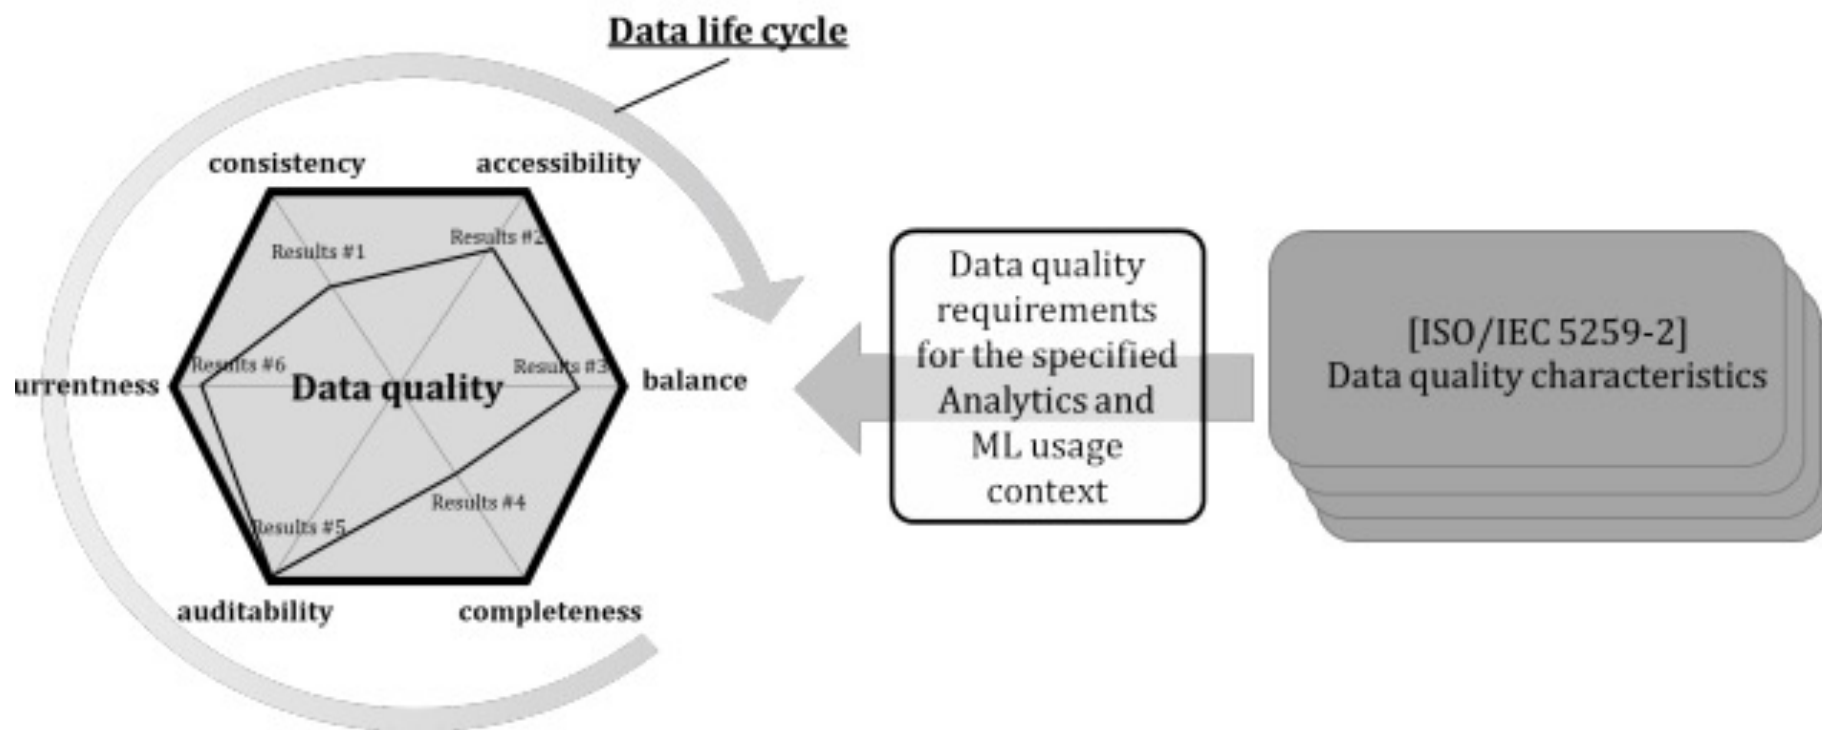 Data life cycle
consistency
accessibility
Results #1
Results #2
Results #6
Results #3
urrentness
Data quality
balance
Results #4
Results #5
auditability
completeness
Data quality
requirements
for the specified
Analytics and
ML usage
context
[ISO/IEC 5259-2]
Data quality characteristics